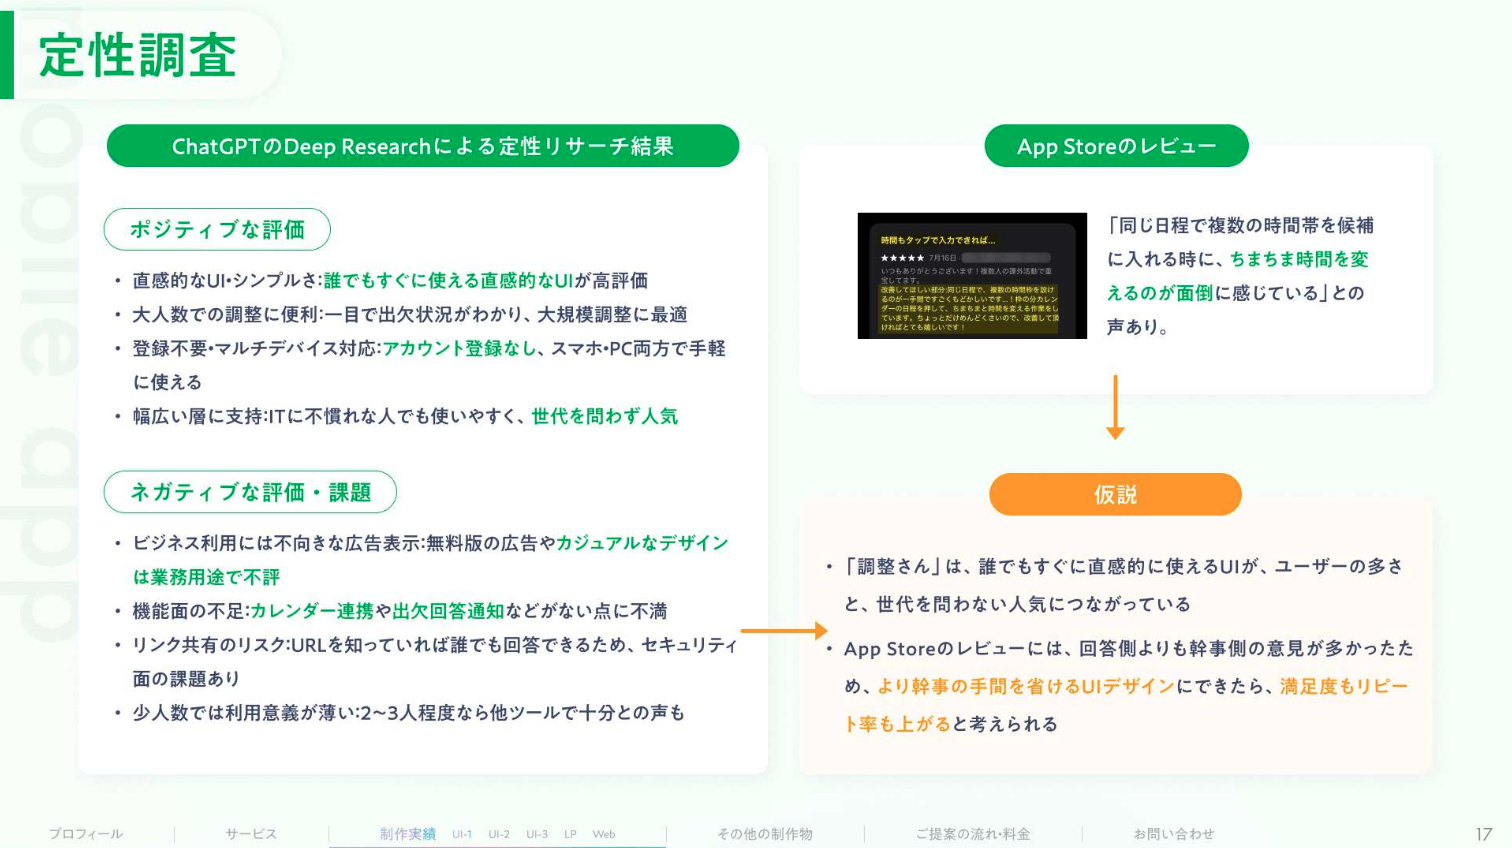 定性調査
ChatGPTのDeep Researchによる定性リサーチ結果
ポジティブな評価
・ 直感的なUI・シンプルさ:誰でもすぐに使える直感的なUIが高評価
・ 大人数での調整に便利:一目で出欠状況がわかり、大規模調整に最適
・ 登録不要・マルチデバイス対応:アカウント登録なし、スマホ・PC両方で手軽
に使える
・ 幅広い層に支持:ITに不慣れな人でも使いやすく、世代を問わず人気
ネガティブな評価・課題
・ ビジネス利用には不向きな広告表示:無料版の広告やカジュアルなデザイン
は業務用途で不評
・ 機能面の不足:カレンダー連携や出欠回答通知などがない点に不満
・ リンク共有のリスク:URLを知っていれば誰でも回答できるため、セキュリティ
面の課題あり
・ 少人数では利用意義が薄い:2〜3人程度なら他ツールで十分との声も
App Storeのレビュー
時間もタップで入力できれば...
★★★★★ 7月16日
いつもありがとうございます！複数人の課外活動で重
宝してます。
改善してほしい部分:同じ日程で、複数の時間枠を設け
るのが一手間ですごくもどかしいです...！枠の分カレン
ダーの日程を押して、ちまちまと時間を変える作業をし
ています。ちょっとだけめんどくさいので、改善して頂
ければとても嬉しいです！
「同じ日程で複数の時間帯を候補
に入れる時に、ちまちま時間を変
えるのが面倒に感じている」との
声あり。
仮説
・ 「調整さん」は、誰でもすぐに直感的に使えるUIが、ユーザーの多さ
と、世代を問わない人気につながっている
・ App Storeのレビューには、回答側よりも幹事側の意見が多かったた
め、より幹事の手間を省けるUIデザインにできたら、満足度もリピー
ト率も上がると考えられる
mobile app
プロフィール
サービス
制作実績 UI-1 UI-2 UI-3 LP Web
その他の制作物
ご提案の流れ・料金
お問い合わせ
17